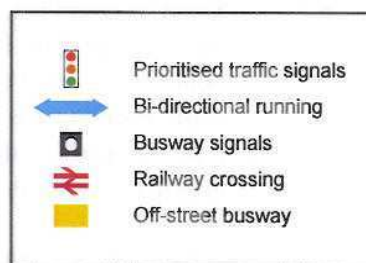 Prioritised traffic signals
Bi-directional running
Busway signals
Railway crossing
Off-street busway